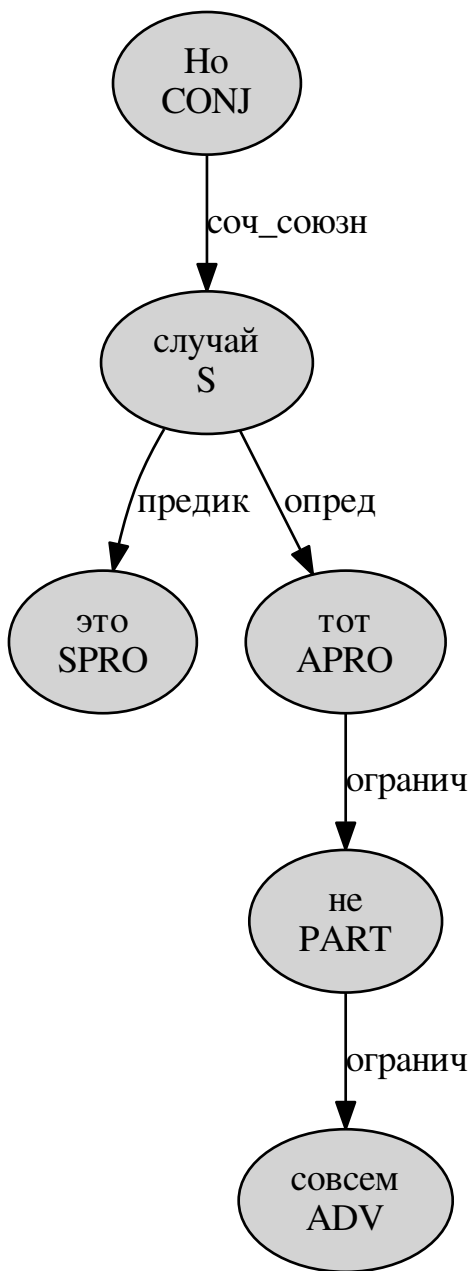 Но
CONJ
соч_союзн
случай
S
предик
опред
это
SPRO
тот
APRO
огранич
не
PART
огранич
совсем
ADV